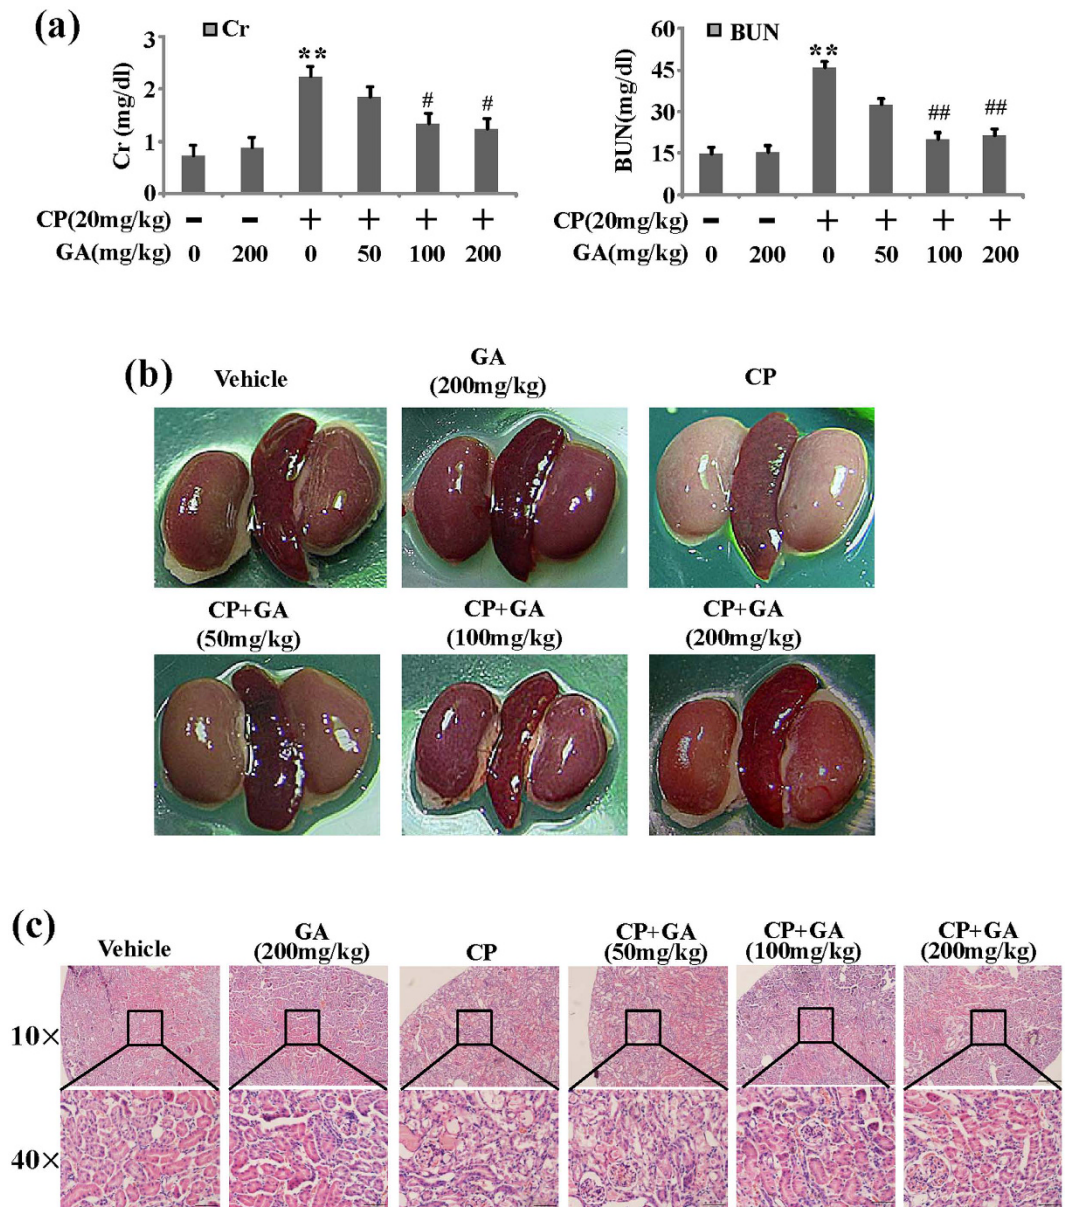 (a)
Cr
Cr (mg/dl)
3
2
1
0
**
#
#
CP(20mg/kg) − − + + + +
GA(mg/kg) 0 200 0 50 100 200
BUN
BUN(mg/dl)
60
45
30
15
0
**
##
##
CP(20mg/kg) − − + + + +
GA(mg/kg) 0 200 0 50 100 200
(b)
Vehicle
GA
(200mg/kg)
CP
CP+GA
(50mg/kg)
CP+GA
(100mg/kg)
CP+GA
(200mg/kg)
(c)
Vehicle
GA
(200mg/kg)
CP
CP+GA
(50mg/kg)
CP+GA
(100mg/kg)
CP+GA
(200mg/kg)
10×
40×